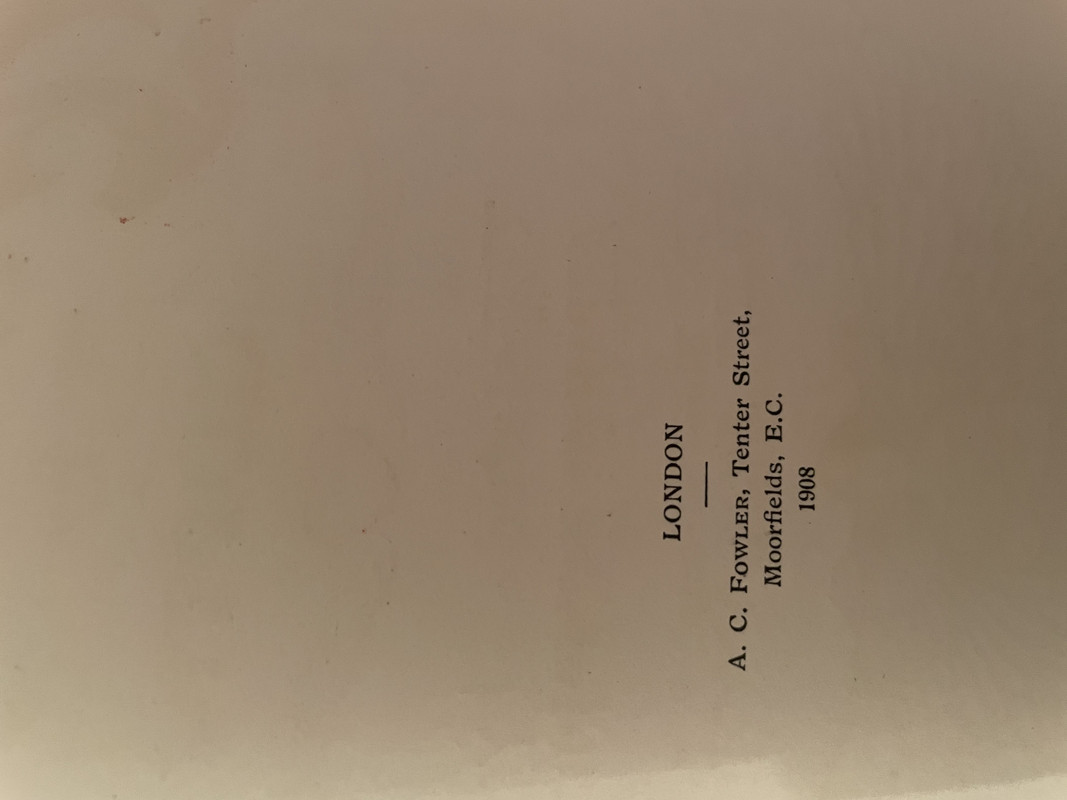 LONDON
A. C. FOWLER, Tenter Street,
Moorfields, E.C.
1908